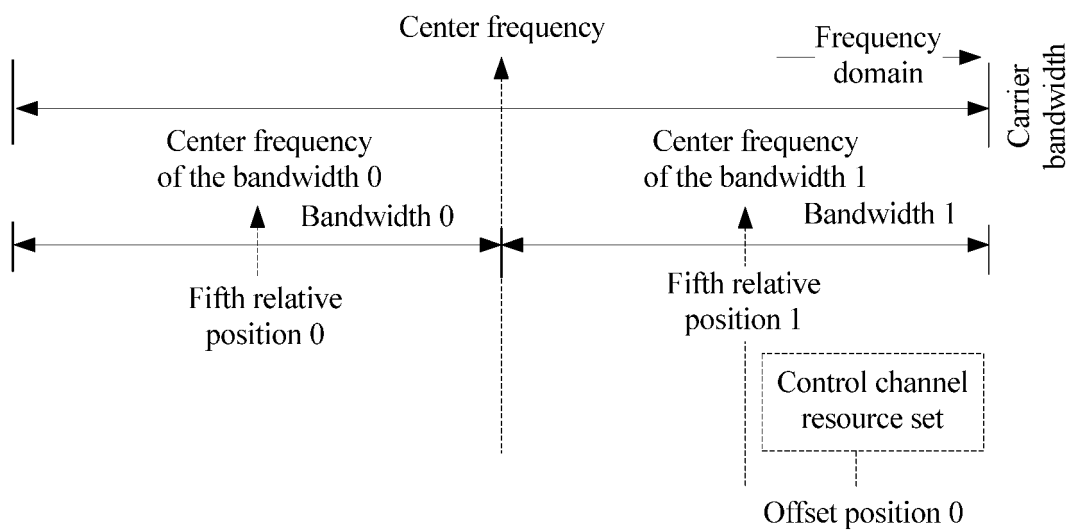 Center frequency
Frequency
domain
Carrier
bandwidth
Center frequency
of the bandwidth 0
Center frequency
of the bandwidth 1
Bandwidth 0
Bandwidth 1
Fifth relative
position 0
Fifth relative
position 1
Control channel
resource set
Offset position 0